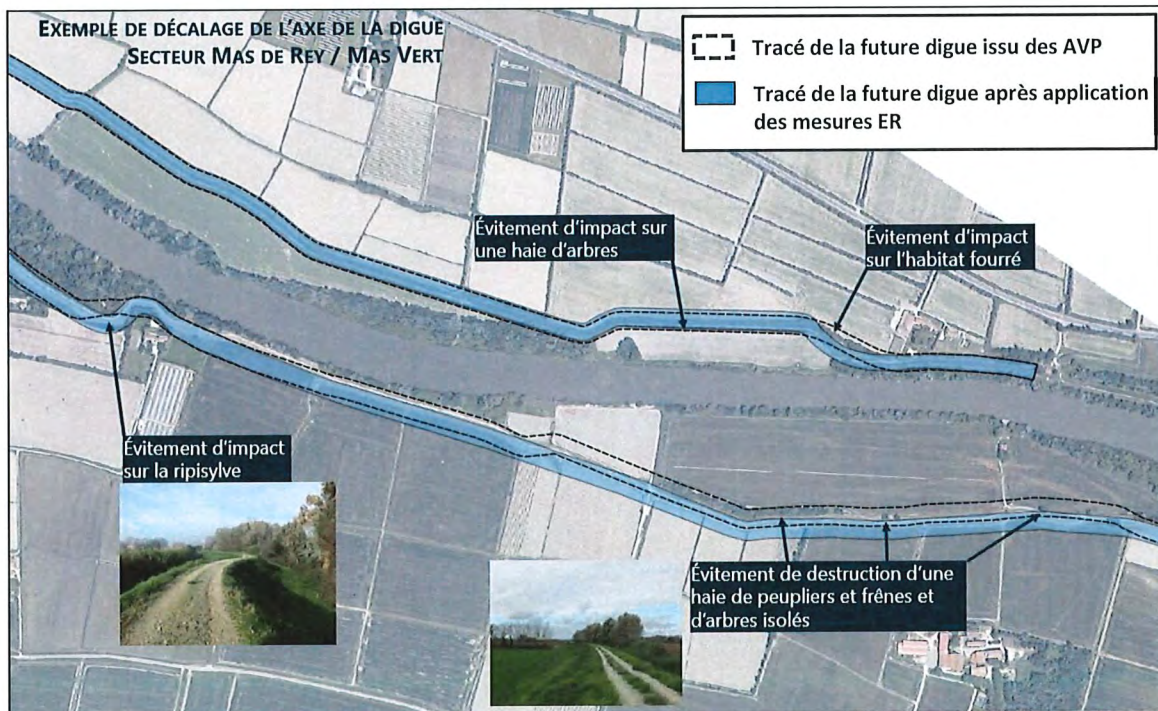 EXEMPLE DE DÉCALAGE DE L'AXE DE LA DIGUE
SECTEUR MAS DE REY / MAS VERT
Tracé de la future digue issu des AVP
Tracé de la future digue après application
des mesures ER
Évitement d'impact sur
une haie d'arbres
Évitement d'impact
sur l'habitat fourré
Évitement d'impact
sur la ripisylve
Évitement de destruction d'une
haie de peupliers et frênes et
d'arbres isolés